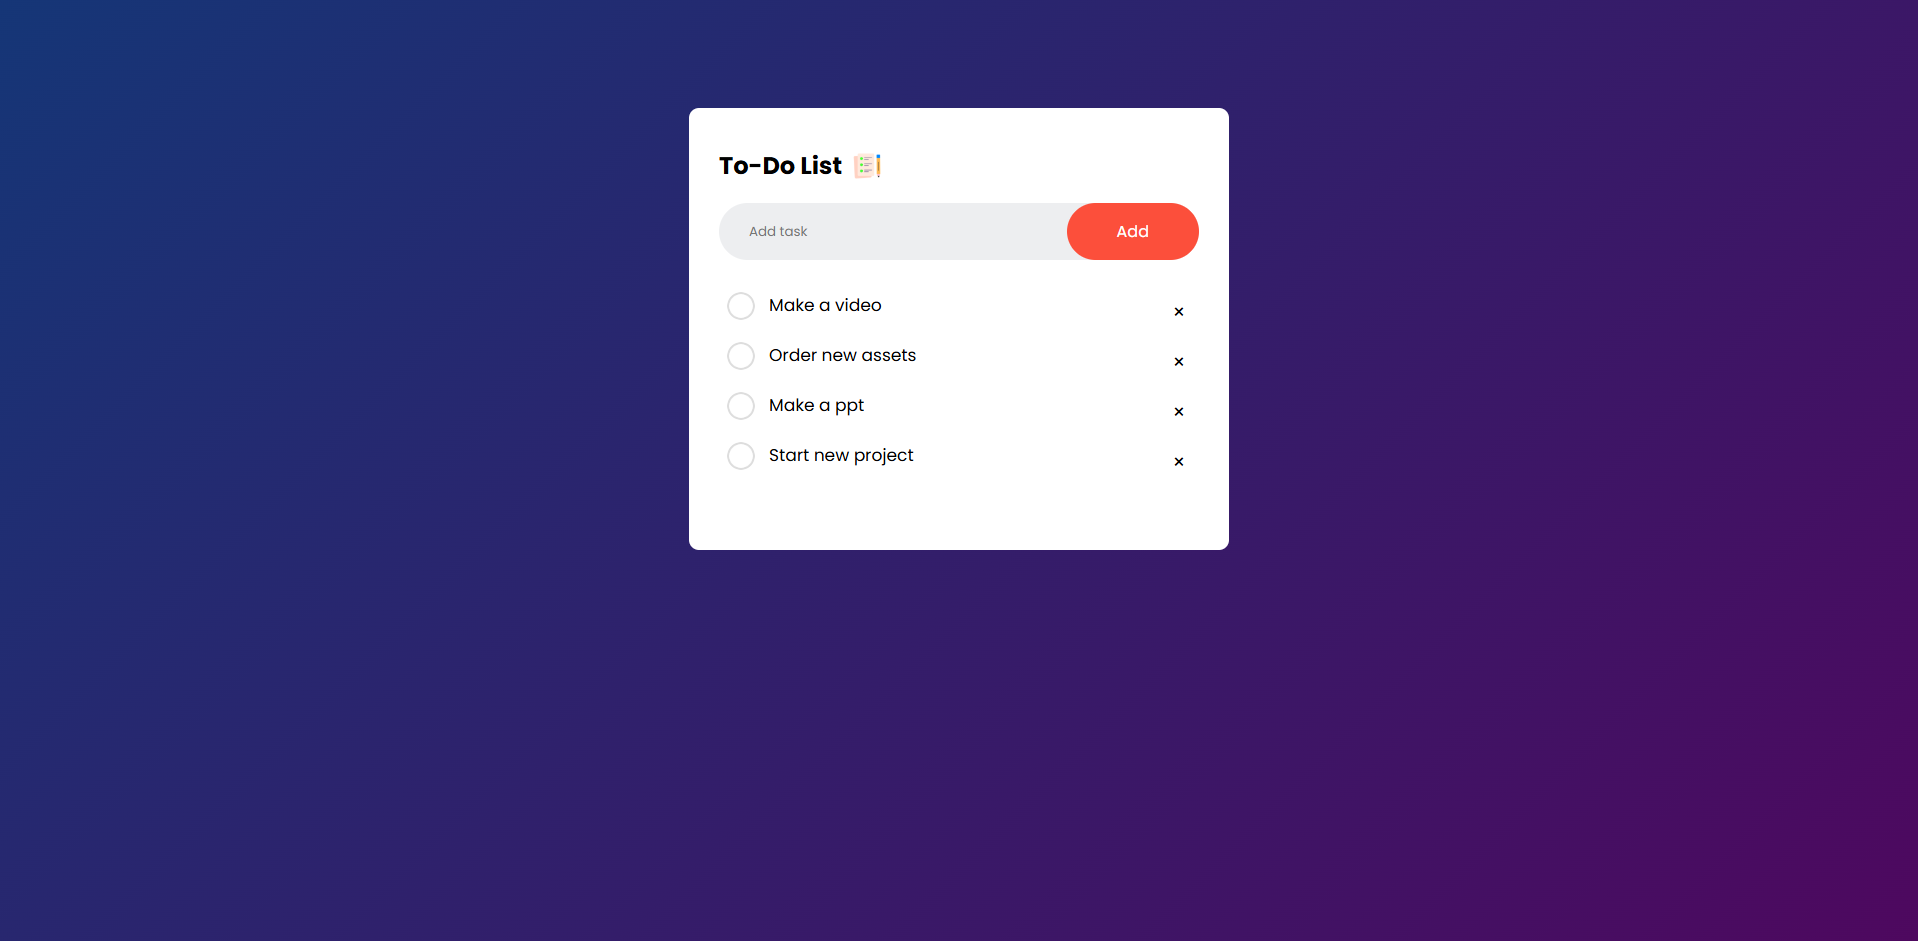 To-Do List
Add task
Add
Make a video
×
Order new assets
×
Make a ppt
×
Start new project
×